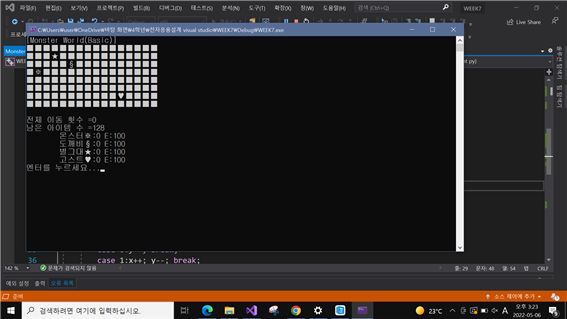 파일(F) 편집(E) 보기(V) 프로젝트(P) 빌드(B) 디버그(D) 테스트(S) 분석(N) 도구(T) 확장(X) 창(W) 도움말(H) 검색(Ctrl+Q) WEEK7
Live Share
C:\Users\user\OneDrive\바탕 화면\4학년\전자응용설계 visual studio\WEEK7\Debug\WEEK7.exe
[Monster World(Basic)]
전체 이동 횟수 =0
남은 아이템 수 =128
몬스터※:0 E:100
도깨비§:0 E:100
별그대★:0 E:100
고스트♥:0 E:100
엔터를 누르세요...
36 case 1:x++; y--; break;
142 % 문제가 검색되지 않음 줄: 29 문자: 48 열: 54 탭 CRLF
예외 설정 출력 오류 목록
준비 소스 제어에 추가
검색하려면 여기에 입력하십시오. 23°C A 오후 3:23
2022-05-06